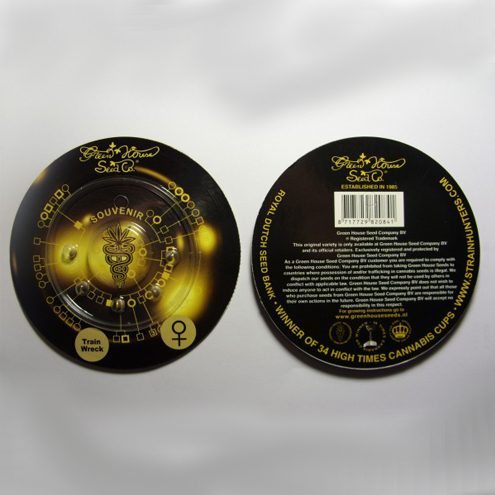 Green House
Seed Co.®
SOUVENIR
Train
Wreck
Green House
Seed Co.®
ESTABLISHED IN 1985
8 717729 820841
Green House Seed Company BV
® Registered Trademark
This original variety is only available at Green House Seed Company BV
and its official retailers. Exclusively registered and protected by
Green House Seed Company BV
As a Green House Seed Company BV customer you are required to comply with
the following conditions: You are prohibited from taking Green House Seeds to
countries where possession of and/or trafficking in cannabis seeds is illegal. We
dispatch our seeds on the condition that they will not be used by others in
conflict with applicable law. Green House Seed Company BV does not wish to
induce anyone to act in conflict with the law. We expressly point out that all those
who purchase seeds from Green House Seed Company BV are responsible for
their own actions in the future. Green House Seed Company BV will accept no
responsibility in this respect.
For growing instructions go to
www.greenhouseseeds.nl
ROYAL DUTCH SEED BANK • WINNER OF 34 HIGH TIMES CANNABIS CUPS • WWW.STRAINHUNTERS.COM